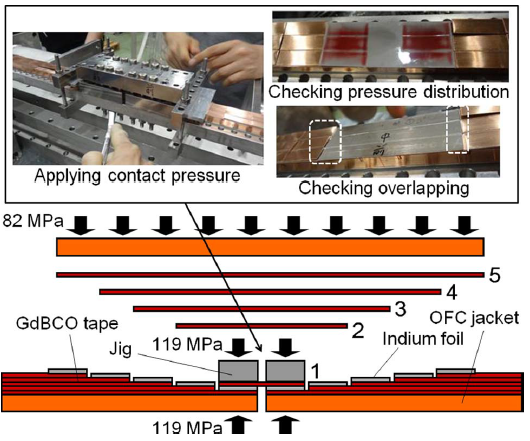 Checking pressure distribution
Applying contact pressure
Checking overlapping
82 MPa
5
4
3
2
GdBCO tape
OFC jacket
119 MPa
Indium foil
Jig
1
119 MPa